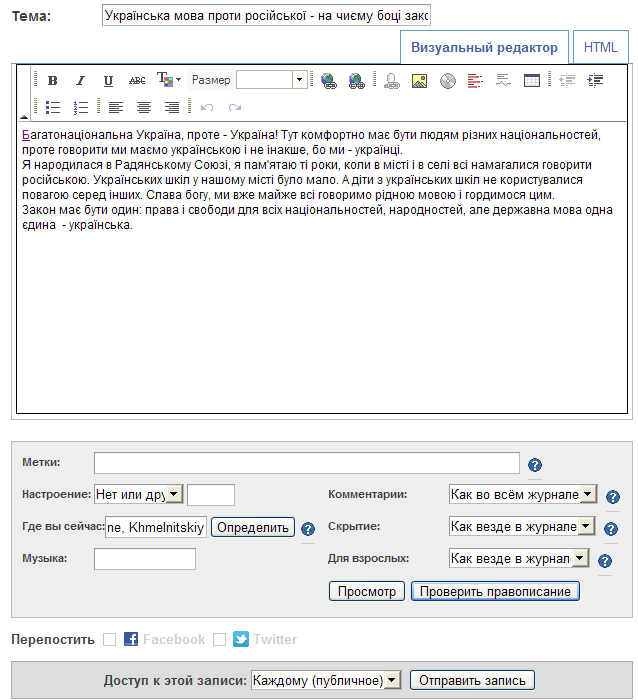 Тема: Українська мова проти російської - на чиєму боці зако
Визуальный редактор HTML
B I U ABC T Размер
Багатонаціональна Україна, проте - Україна! Тут комфортно має бути людям різних національностей,
проте говорити ми маємо українською і не інакше, бо ми - українці.
Я народилася в Радянському Союзі, я пам'ятаю ті роки, коли в місті і в селі всі намагалися говорити
російською. Українських шкіл у нашому місті було мало. А діти з українських шкіл не користувалися
повагою серед інших. Слава богу, ми вже майже всі говоримо рідною мовою і гордимося цим.
Закон має бути один: права і свободи для всіх національностей, народностей, але державна мова одна
єдина - українська.
Метки: ?
Настроение: Нет или дру Комментарии: Как во всём журнале ?
Где вы сейчас: ne, Khmelnitskiy Определить ? Скрытие: Как везде в журнале ?
Музыка: Для взрослых: Как везде в журнал ?
Просмотр Проверить правописание
Перепостить Facebook Twitter
Доступ к этой записи: Каждому (публичное) Отправить запись